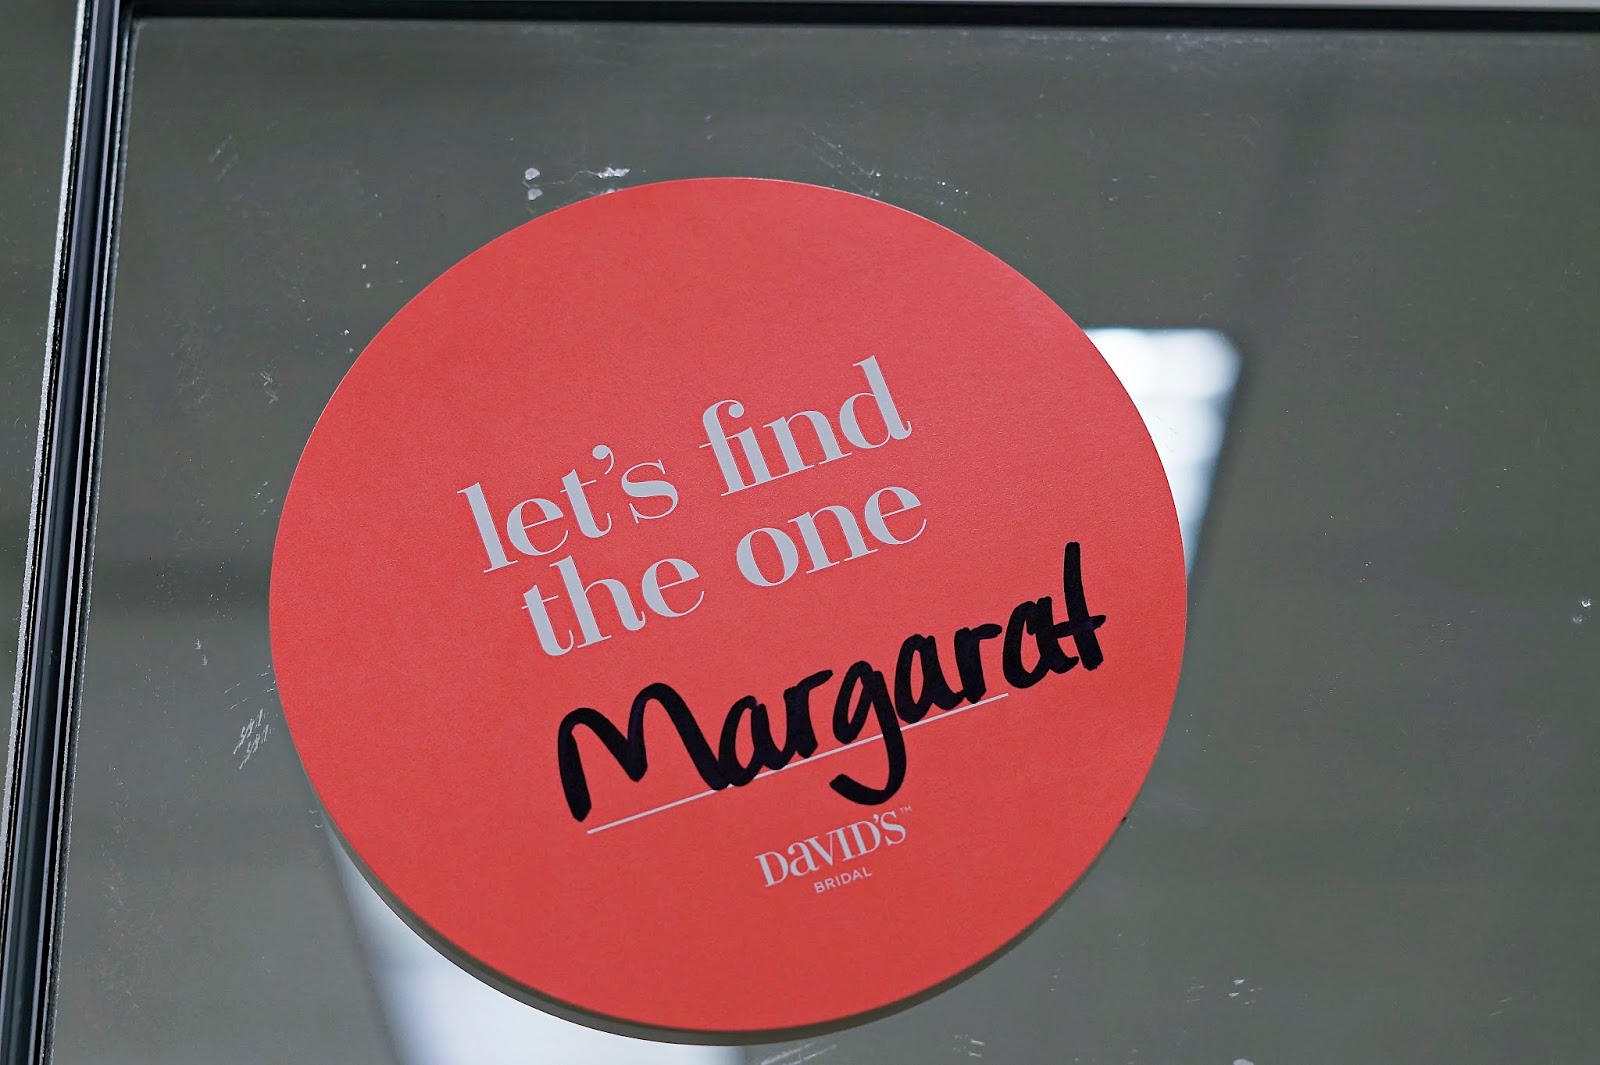 let's find
the one
Margarat
DAVID'S™
BRIDAL